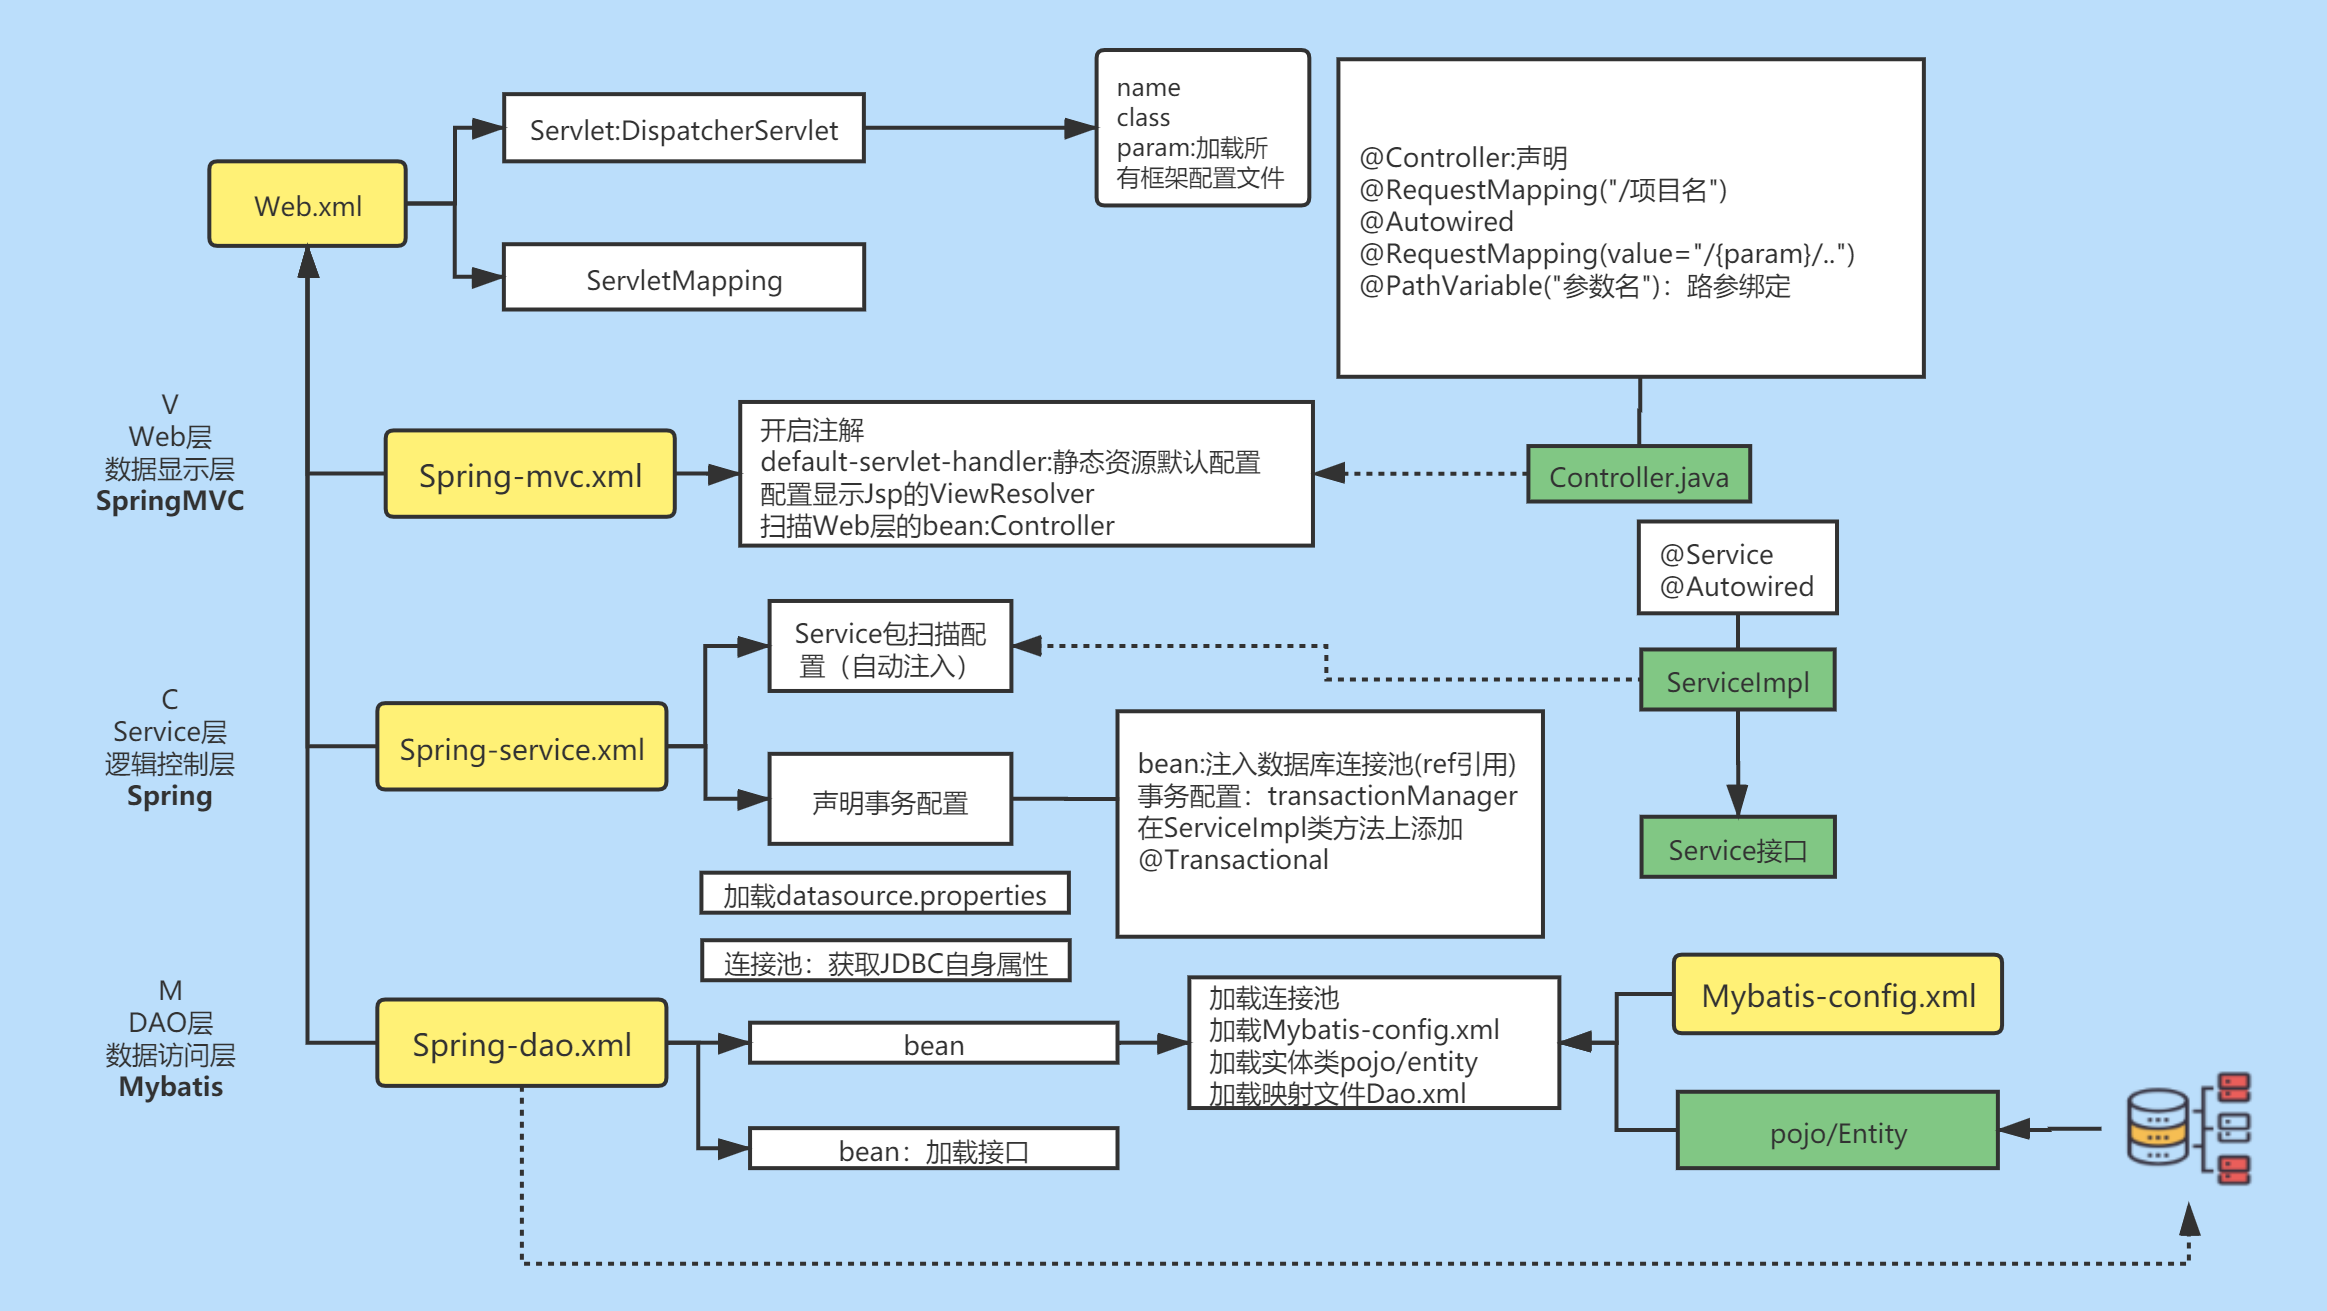 Web.xml
Servlet:DispatcherServlet
ServletMapping
name
class
param:加载所
有框架配置文件
@Controller:声明
@RequestMapping("/项目名")
@Autowired
@RequestMapping(value="/{param}/..")
@PathVariable("参数名")：路参绑定
V
Web层
数据显示层
SpringMVC
Spring-mvc.xml
开启注解
default-servlet-handler:静态资源默认配置
配置显示Jsp的ViewResolver
扫描Web层的bean:Controller
Controller.java
@Service
@Autowired
ServiceImpl
Service接口
C
Service层
逻辑控制层
Spring
Spring-service.xml
Service包扫描配
置（自动注入）
声明事务配置
bean:注入数据库连接池(ref引用)
事务配置：transactionManager
在ServiceImpl类方法上添加
@Transactional
加载datasource.properties
连接池：获取JDBC自身属性
M
DAO层
数据访问层
Mybatis
Spring-dao.xml
bean
bean：加载接口
加载连接池
加载Mybatis-config.xml
加载实体类pojo/entity
加载映射文件Dao.xml
Mybatis-config.xml
pojo/Entity